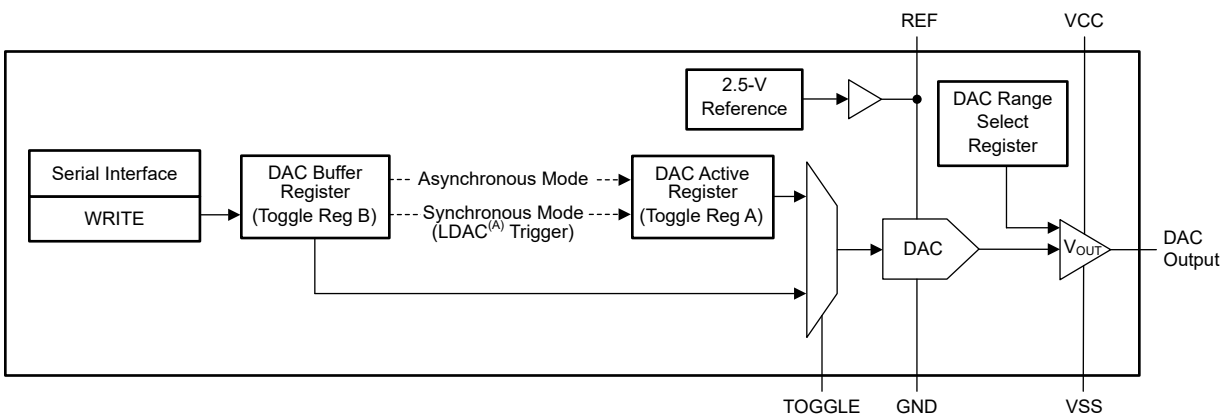 REF
VCC
2.5-V
Reference
DAC Range
Select
Register
Serial Interface
WRITE
DAC Buffer
Register
(Toggle Reg B)
Asynchronous Mode
Synchronous Mode
(LDAC(A) Trigger)
DAC Active
Register
(Toggle Reg A)
DAC
VOUT
DAC
Output
TOGGLE
GND
VSS